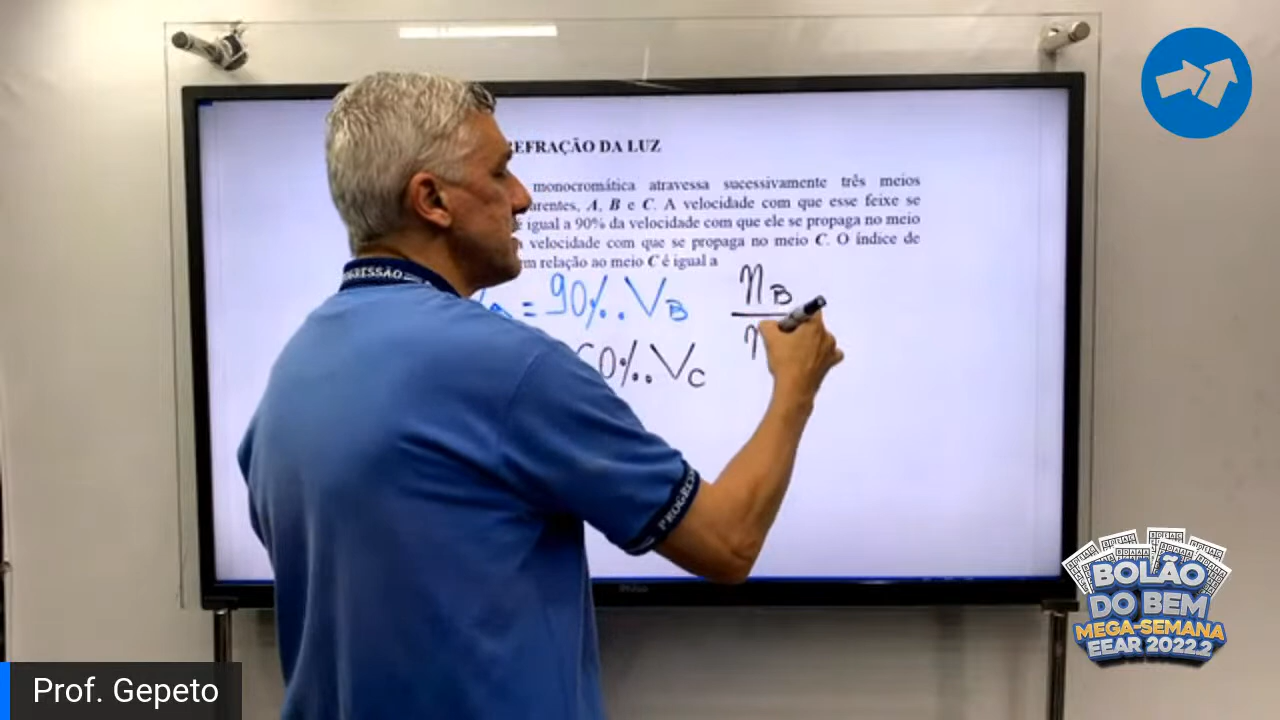 REFRAÇÃO DA LUZ
monocromática atravessa sucessivamente três meios
A, B e C. A velocidade com que esse feixe se
igual a 90% da velocidade com que ele se propaga no meio
velocidade com que se propaga no meio C. O índice de
em relação ao meio C é igual a
= 90%. VB
60%. VC
ηB
η
PROGRESSÃO
BOLÃO
DO BEM
MEGA-SEMANA
EEAR 2022.2
Prof. Gepeto